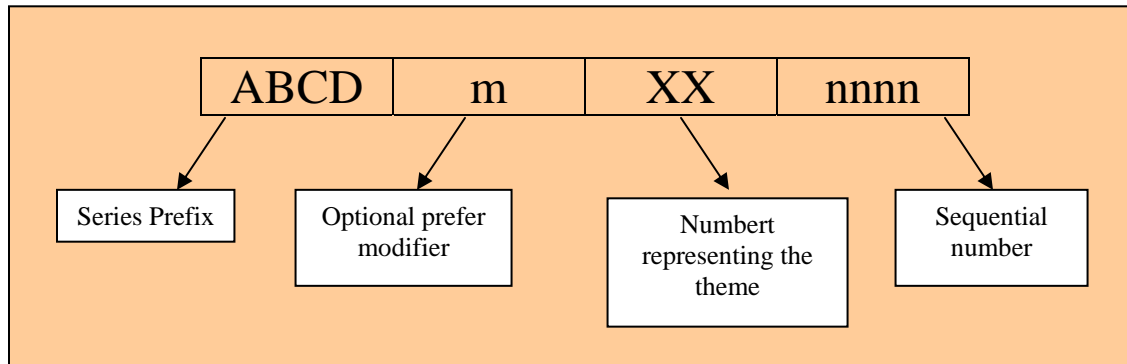 ABCD m XX nnnn
Series Prefix
Optional prefer
modifier
Numbert
representing the
theme
Sequential
number